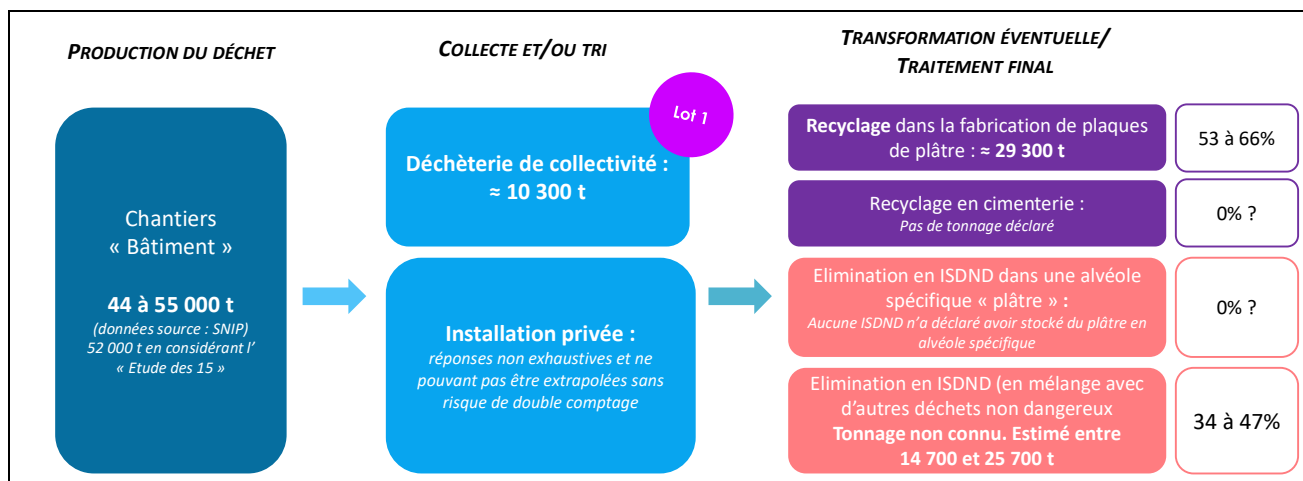 PRODUCTION DU DÉCHET
COLLECTE ET/OU TRI
TRANSFORMATION ÉVENTUELLE/
TRAITEMENT FINAL
Chantiers
« Bâtiment »
44 à 55 000 t
(données source : SNIP)
52 000 t en considérant l’
« Etude des 15 »
Lot 1
Déchèterie de collectivité :
≈ 10 300 t
Installation privée :
réponses non exhaustives et ne
pouvant pas être extrapolées sans
risque de double comptage
Recyclage dans la fabrication de plaques
de plâtre : ≈ 29 300 t
53 à 66%
Recyclage en cimenterie :
Pas de tonnage déclaré
0% ?
Elimination en ISDND dans une alvéole
spécifique « plâtre » :
Aucune ISDND n’a déclaré avoir stocké du plâtre en
alvéole spécifique
0% ?
Elimination en ISDND (en mélange avec
d’autres déchets non dangereux
Tonnage non connu. Estimé entre
14 700 et 25 700 t
34 à 47%